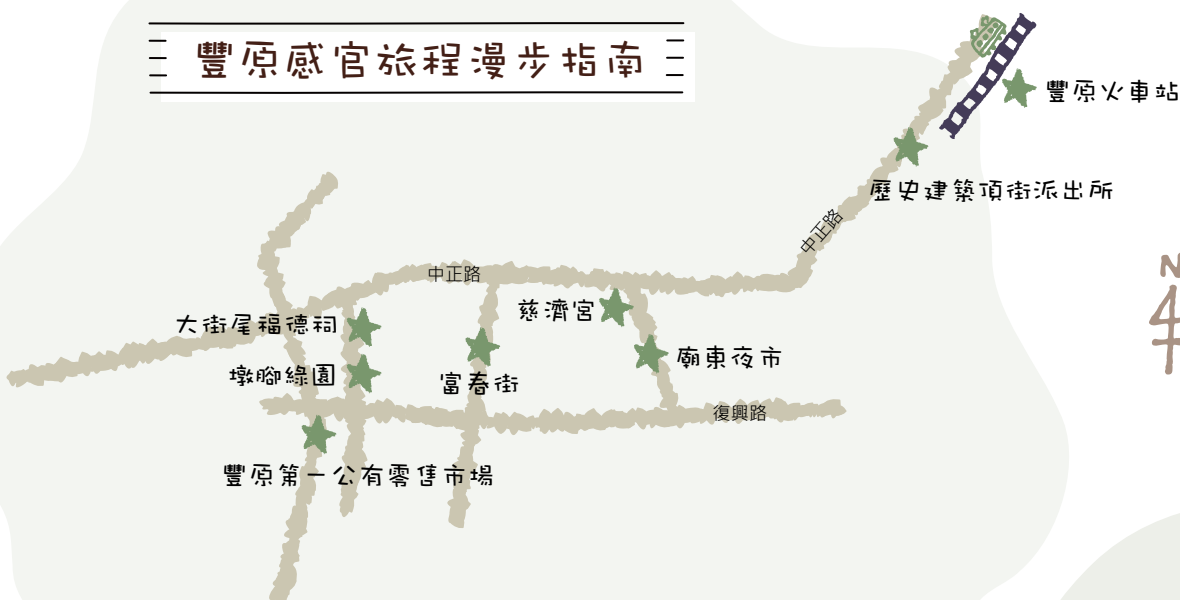 豐原感官旅程漫步指南
豐原火車站
歷史建築頂街派出所
中正路
中正路
慈濟宮
大街尾福德祠
廟東夜市
墩腳綠園
富春街
復興路
豐原第一公有零售市場
N